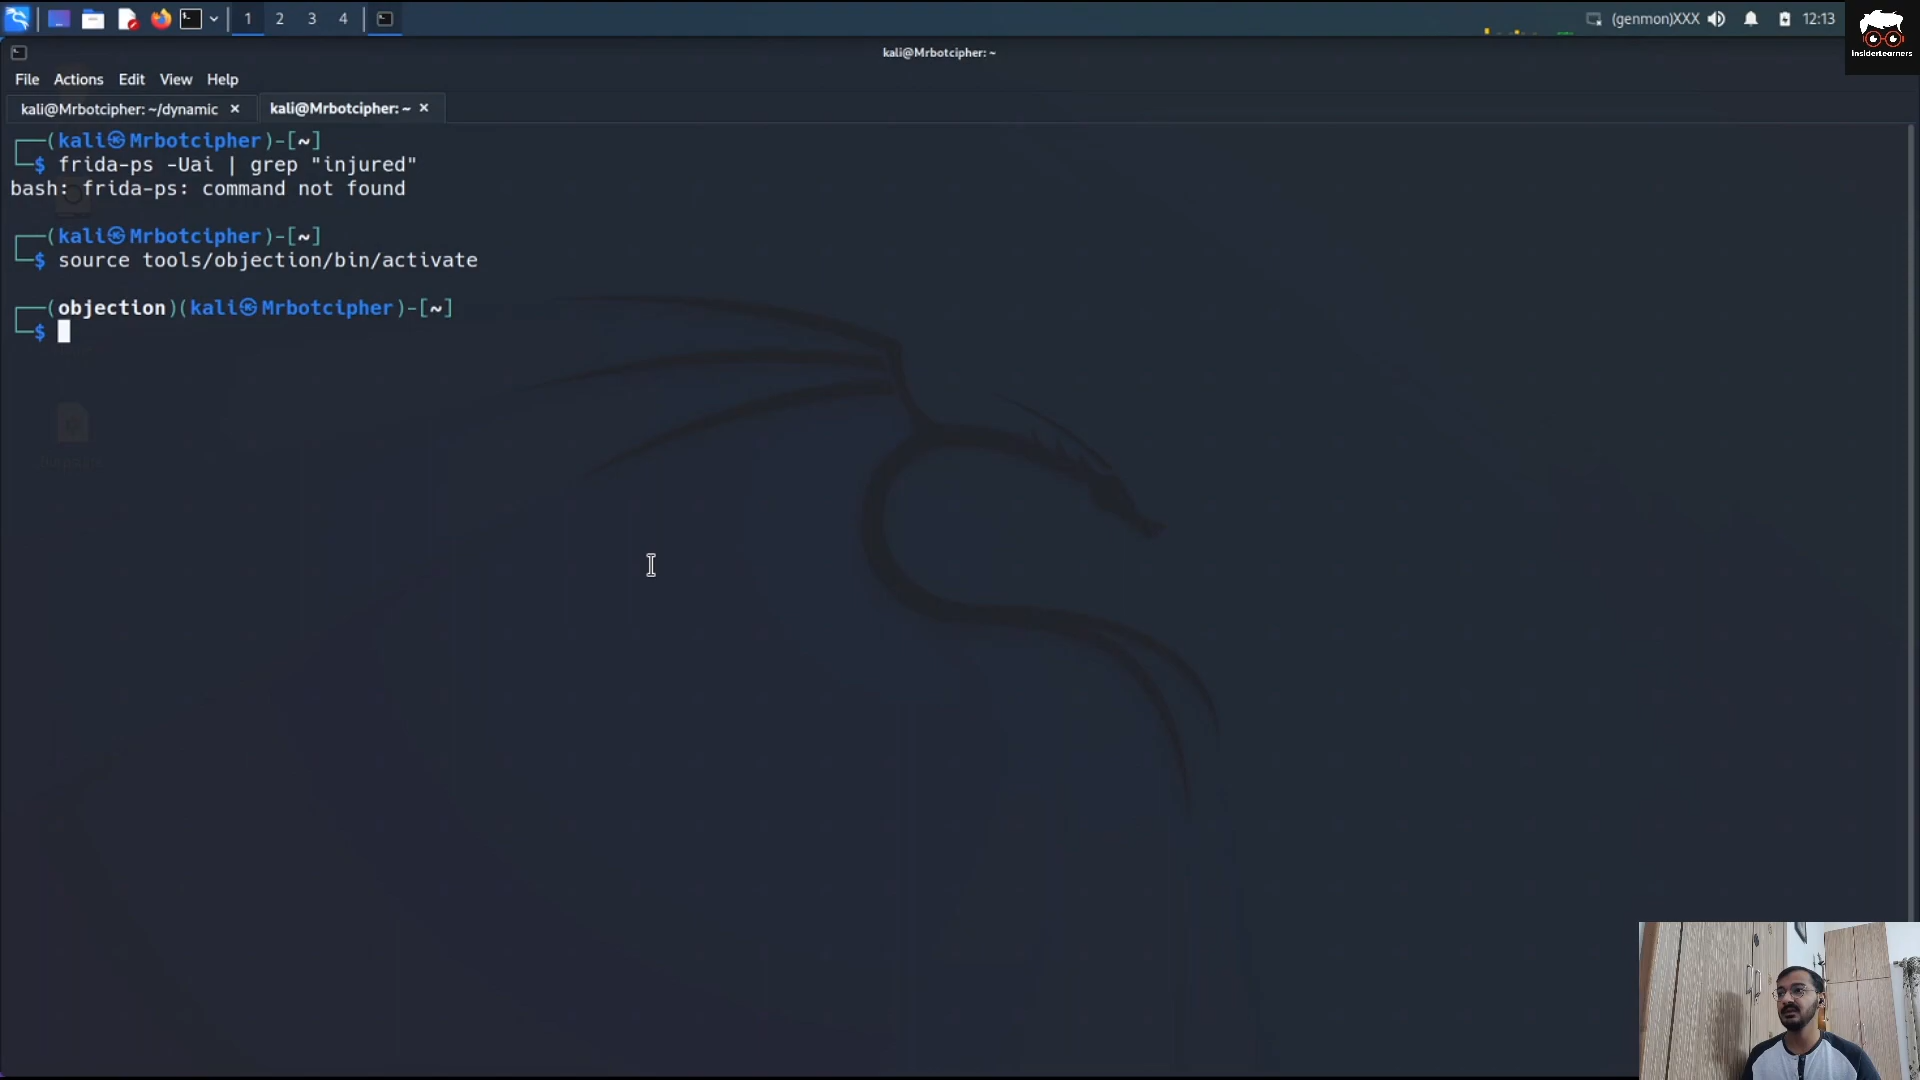 1
2
3
4
(genmon)XXX
12:13
InsiderLearners
kali@Mrbotcipher: ~
File Actions Edit View Help
kali@Mrbotcipher: ~/dynamic ×
kali@Mrbotcipher: ~ ×
┌──(kali㉿Mrbotcipher)-[~]
└─$ frida-ps -Uai | grep "injured"
bash: frida-ps: command not found
┌──(kali㉿Mrbotcipher)-[~]
└─$ source tools/objection/bin/activate
┌──(objection)(kali㉿Mrbotcipher)-[~]
└─$